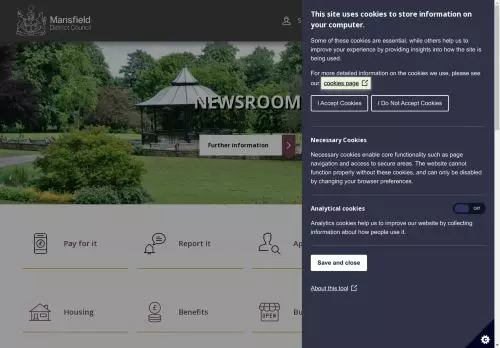 Mansfield
District Council
S
NEWSROOM
Further information
Pay for it
Report it
Ap
Housing
Benefits
Bu
OPEN
This site uses cookies to store information on
your computer.
Some of these cookies are essential, while others help us to
improve your experience by providing insights into how the site is
being used.
For more detailed information on the cookies we use, please see
our cookies page
I Accept Cookies
I Do Not Accept Cookies
Necessary Cookies
Necessary cookies enable core functionality such as page
navigation and access to secure areas. The website cannot
function properly without these cookies, and can only be disabled
by changing your browser preferences.
Analytical cookies
Off
Analytics cookies help us to improve our website by collecting
information about how people use it.
Save and close
About this tool